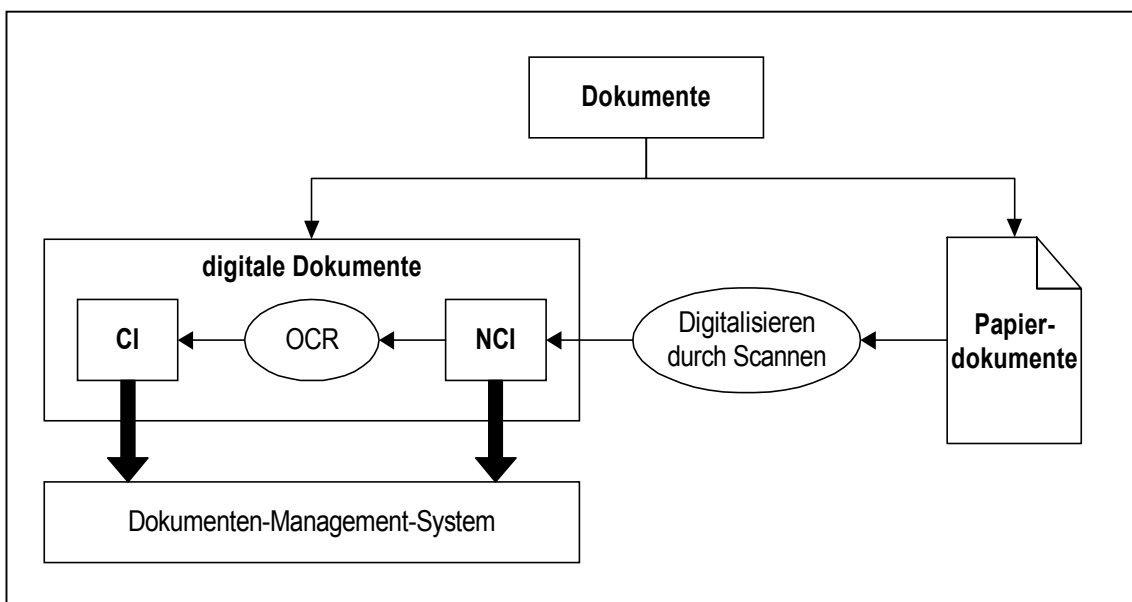 Dokumente
digitale Dokumente
CI
OCR
NCI
Digitalisieren
durch Scannen
Papier-
dokumente
Dokumenten-Management-System